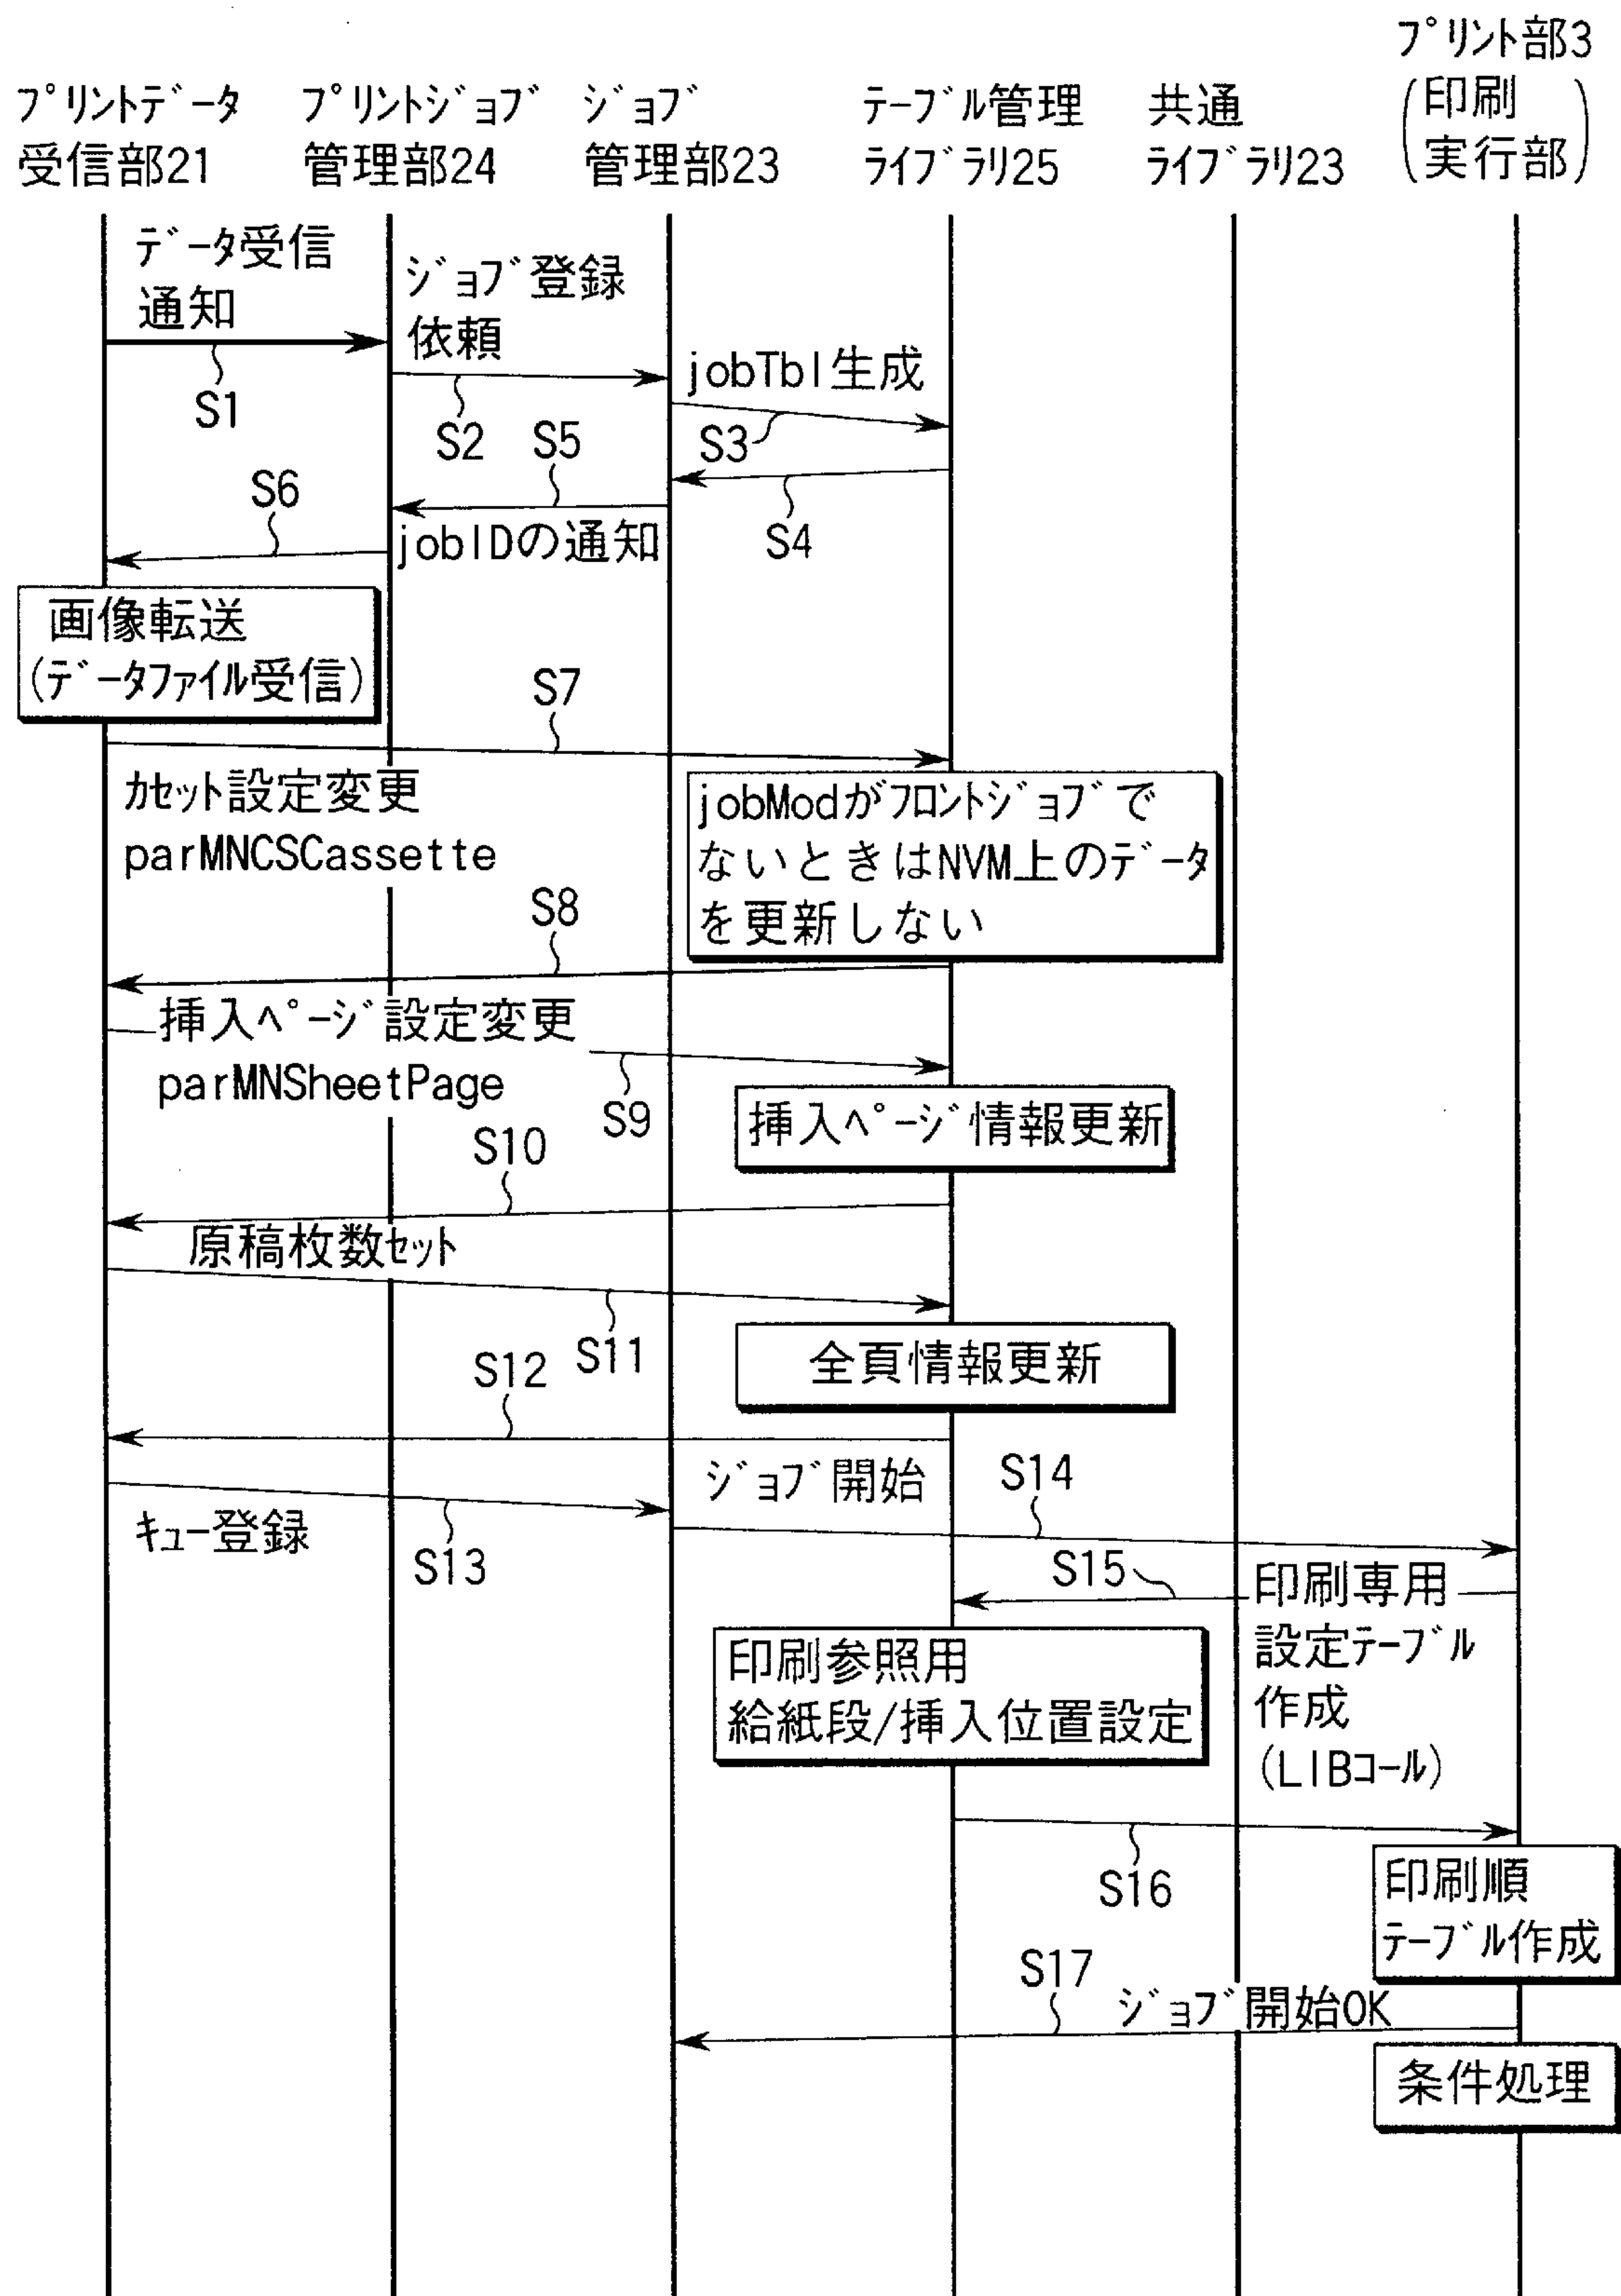 ﾌﾟﾘﾝﾄﾃﾞｰﾀ
受信部21
ﾌﾟﾘﾝﾄｼﾞｮﾌﾞ
管理部24
ｼﾞｮﾌﾞ
管理部23
ﾃｰﾌﾞﾙ管理
ﾗｲﾌﾞﾗﾘ25
共通
ﾗｲﾌﾞﾗﾘ23
ﾌﾟﾘﾝﾄ部3
(印刷
実行部)
ﾃﾞｰﾀ受信
通知
S1
ｼﾞｮﾌﾞ登録
依頼
S2
jobTbl生成
S3
S4
S5
jobIDの通知
S6
画像転送
(ﾃﾞｰﾀﾌｧｲﾙ受信)
S7
ｶｾｯﾄ設定変更
parMNCSCassette
jobModがﾌﾛﾝﾄｼﾞｮﾌﾞで
ないときはNVM上のﾃﾞｰﾀ
を更新しない
S8
挿入ﾍﾟｰｼﾞ設定変更
parMNSheetPage
S9
挿入ﾍﾟｰｼﾞ情報更新
S10
原稿枚数ｾｯﾄ
S11
全頁情報更新
S12
ｷｭｰ登録
S13
ｼﾞｮﾌﾞ開始
S14
S15
印刷専用
設定ﾃｰﾌﾞﾙ
作成
(LIBｺｰﾙ)
印刷参照用
給紙段/挿入位置設定
S16
印刷順
ﾃｰﾌﾞﾙ作成
S17
ｼﾞｮﾌﾞ開始OK
条件処理